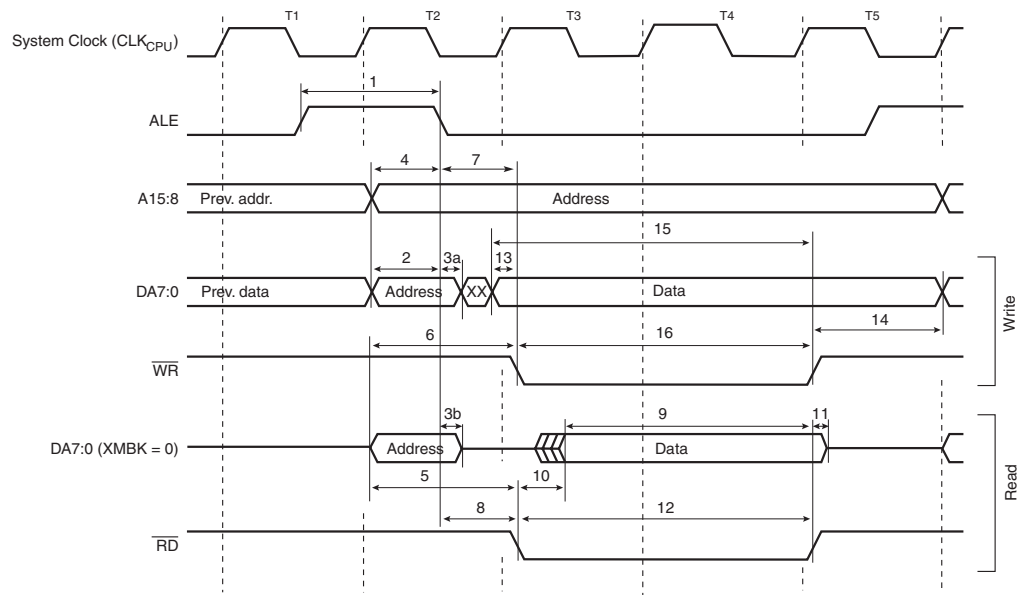 T1 T2 T3 T4 T5
System Clock (CLKCPU)
1
ALE
4 7
A15:8 Prev. addr. Address
15
2 3a 13
DA7:0 Prev. data Address XX Data
14
6 16
WR
Write
3b 9 11
DA7:0 (XMBK = 0) Address Data
5 10
8 12
RD
Read